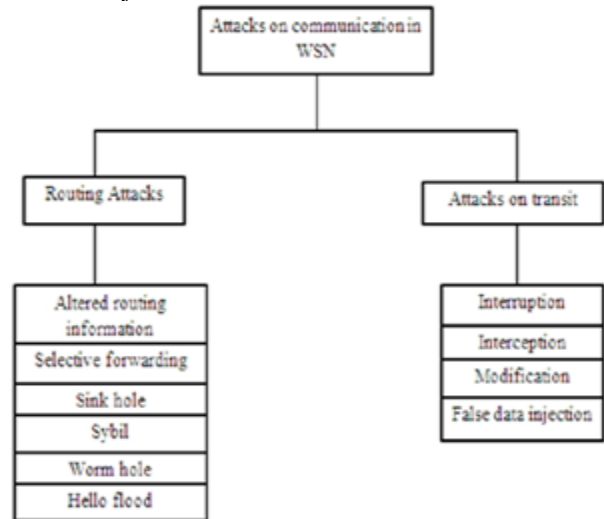 Attacks on communication in
WSN
Routing Attacks
Attacks on transit
Altered routing
information
Selective forwarding
Sink hole
Sybil
Worm hole
Hello flood
Interruption
Interception
Modification
False data injection